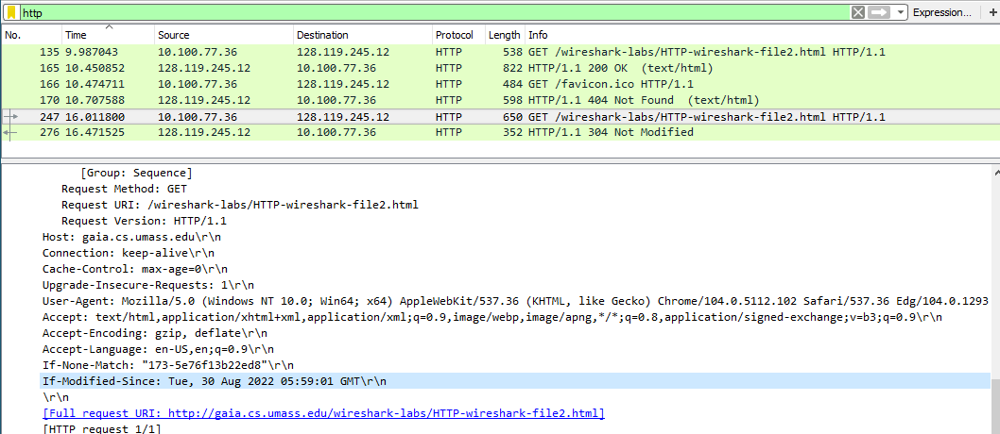 http Expression... +
No. Time Source Destination Protocol Length Info
135 9.987043 10.100.77.36 128.119.245.12 HTTP 538 GET /wireshark-labs/HTTP-wireshark-file2.html HTTP/1.1
165 10.450852 128.119.245.12 10.100.77.36 HTTP 822 HTTP/1.1 200 OK (text/html)
166 10.474711 10.100.77.36 128.119.245.12 HTTP 484 GET /favicon.ico HTTP/1.1
170 10.707588 128.119.245.12 10.100.77.36 HTTP 598 HTTP/1.1 404 Not Found (text/html)
247 16.011800 10.100.77.36 128.119.245.12 HTTP 650 GET /wireshark-labs/HTTP-wireshark-file2.html HTTP/1.1
276 16.471525 128.119.245.12 10.100.77.36 HTTP 352 HTTP/1.1 304 Not Modified
[Group: Sequence]
Request Method: GET
Request URI: /wireshark-labs/HTTP-wireshark-file2.html
Request Version: HTTP/1.1
Host: gaia.cs.umass.edu\r\n
Connection: keep-alive\r\n
Cache-Control: max-age=0\r\n
Upgrade-Insecure-Requests: 1\r\n
User-Agent: Mozilla/5.0 (Windows NT 10.0; Win64; x64) AppleWebKit/537.36 (KHTML, like Gecko) Chrome/104.0.5112.102 Safari/537.36 Edg/104.0.1293
Accept: text/html,application/xhtml+xml,application/xml;q=0.9,image/webp,image/apng,*/*;q=0.8,application/signed-exchange;v=b3;q=0.9\r\n
Accept-Encoding: gzip, deflate\r\n
Accept-Language: en-US,en;q=0.9\r\n
If-None-Match: "173-5e76f13b22ed8"\r\n
If-Modified-Since: Tue, 30 Aug 2022 05:59:01 GMT\r\n
\r\n
[Full request URI: http://gaia.cs.umass.edu/wireshark-labs/HTTP-wireshark-file2.html]
[HTTP request 1/1]